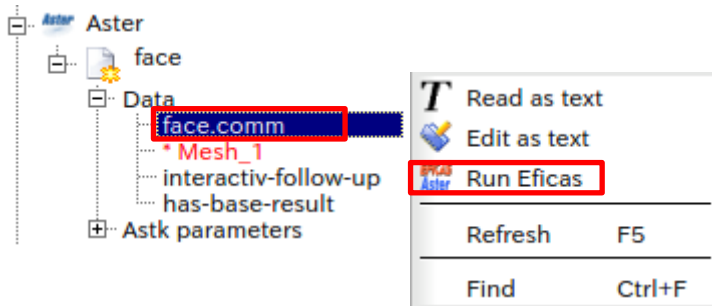 Aster Aster
face
Data
face.comm
* Mesh_1
interactiv-follow-up
has-base-result
Astk parameters
T Read as text
Edit as text
EFICAS Aster Run Eficas
Refresh F5
Find Ctrl+F